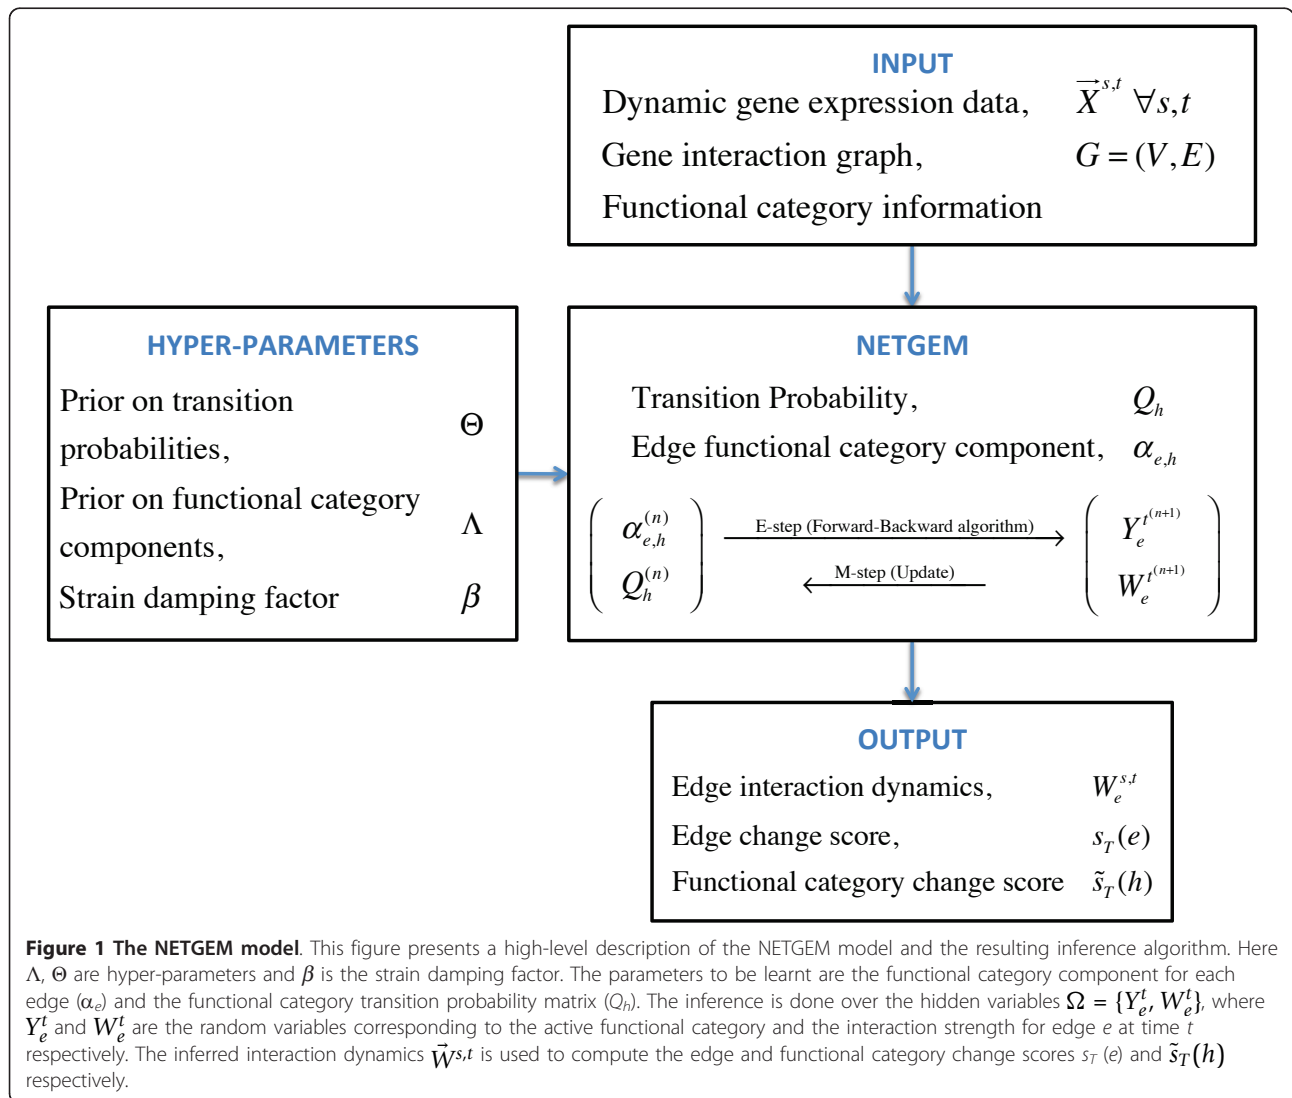 INPUT
Dynamic gene expression data, X⃗^{s,t} ∀s,t
Gene interaction graph, G = (V, E)
Functional category information
HYPER-PARAMETERS
Prior on transition
probabilities, Θ
Prior on functional category
components, Λ
Strain damping factor β
NETGEM
Transition Probability, Q_h
Edge functional category component, α_{e,h}
α_{e,h}^{(n)}
Q_h^{(n)}
E-step (Forward-Backward algorithm)
M-step (Update)
Y_e^{t^{(n+1)}}
W_e^{t^{(n+1)}}
OUTPUT
Edge interaction dynamics, W_e^{s,t}
Edge change score, s_T(e)
Functional category change score s̃_T(h)
Figure 1 The NETGEM model. This figure presents a high-level description of the NETGEM model and the resulting inference algorithm. Here
Λ, Θ are hyper-parameters and β is the strain damping factor. The parameters to be learnt are the functional category component for each
edge (α_e) and the functional category transition probability matrix (Q_h). The inference is done over the hidden variables Ω = {Y_e^t, W_e^t}, where
Y_e^t and W_e^t are the random variables corresponding to the active functional category and the interaction strength for edge e at time t
respectively. The inferred interaction dynamics W⃗^{s,t} is used to compute the edge and functional category change scores s_T (e) and s̃_T(h)
respectively.